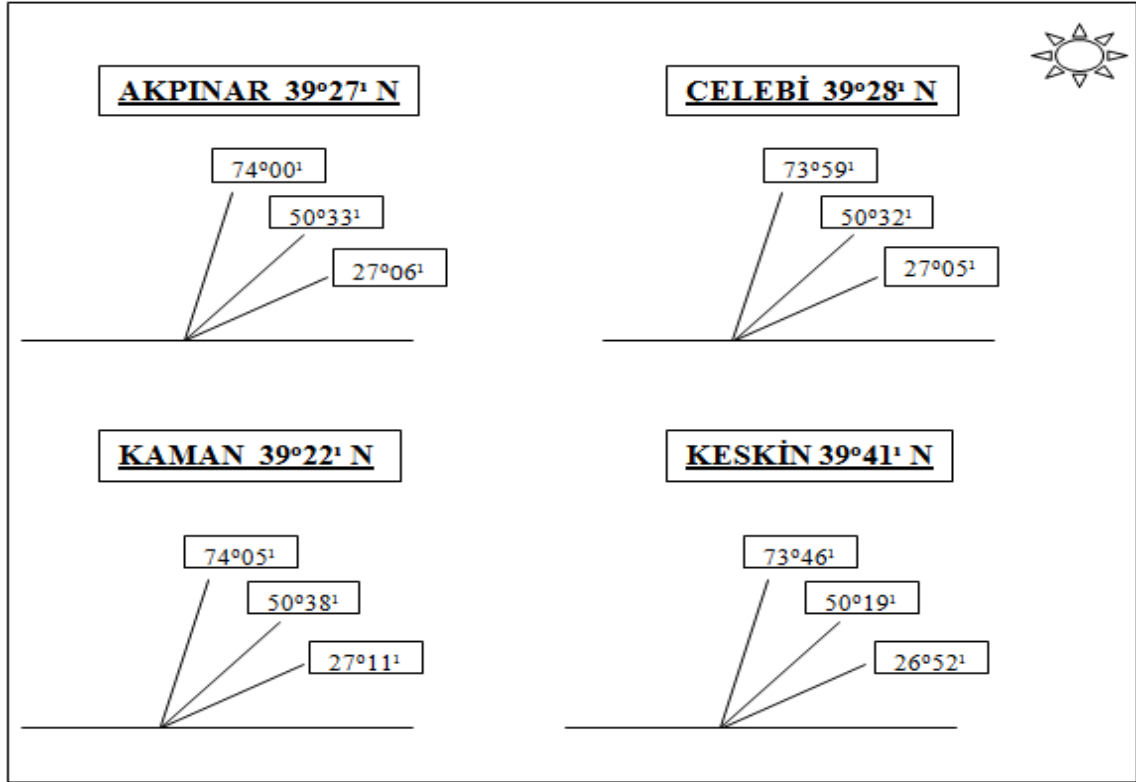 AKPINAR 39º27¹ N
74º00¹
50º33¹
27º06¹
ÇELEBİ 39º28¹ N
73º59¹
50º32¹
27º05¹
KAMAN 39º22¹ N
74º05¹
50º38¹
27º11¹
KESKİN 39º41¹ N
73º46¹
50º19¹
26º52¹